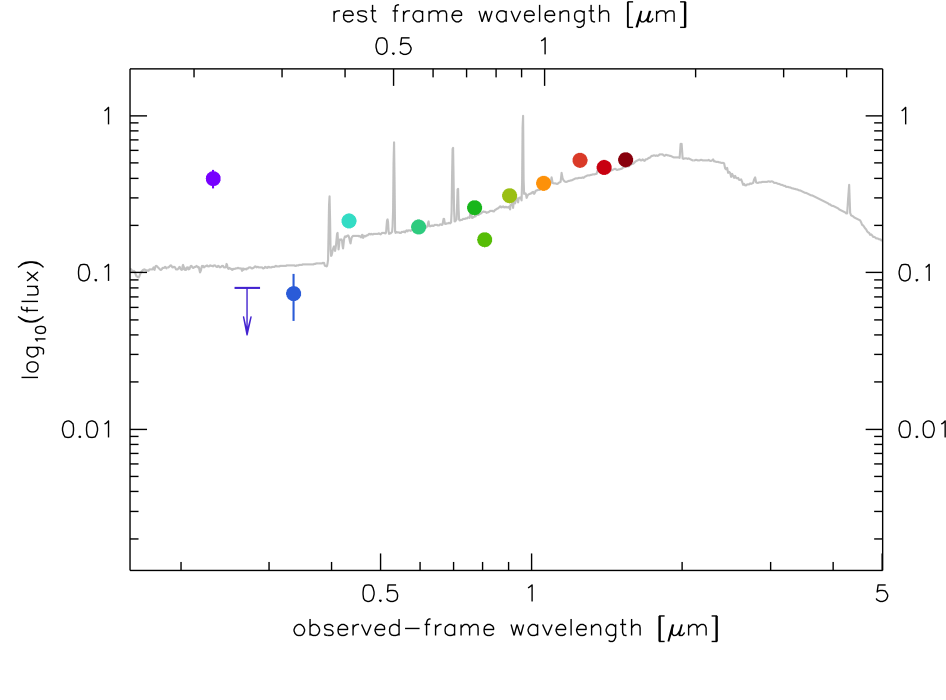 rest frame wavelength [μm]
0.5 1
1 1
0.1 0.1
log10(flux)
0.01 0.01
0.5 1 5
observed-frame wavelength [μm]